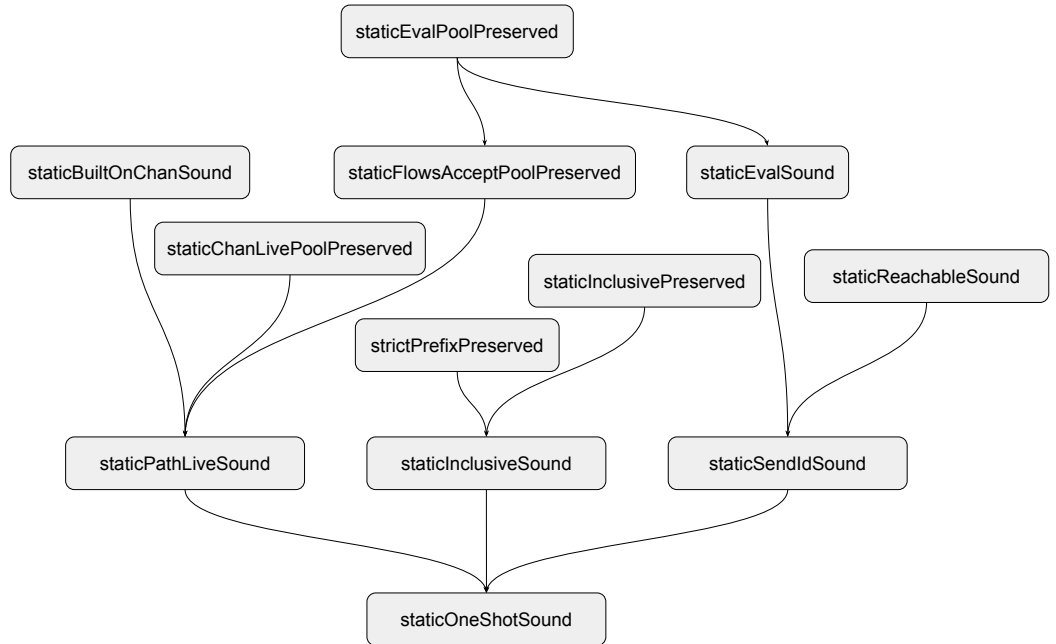 staticEvalPoolPreserved
staticBuiltOnChanSound
staticFlowsAcceptPoolPreserved
staticEvalSound
staticChanLivePoolPreserved
staticInclusivePreserved
staticReachableSound
strictPrefixPreserved
staticPathLiveSound
staticInclusiveSound
staticSendIdSound
staticOneShotSound